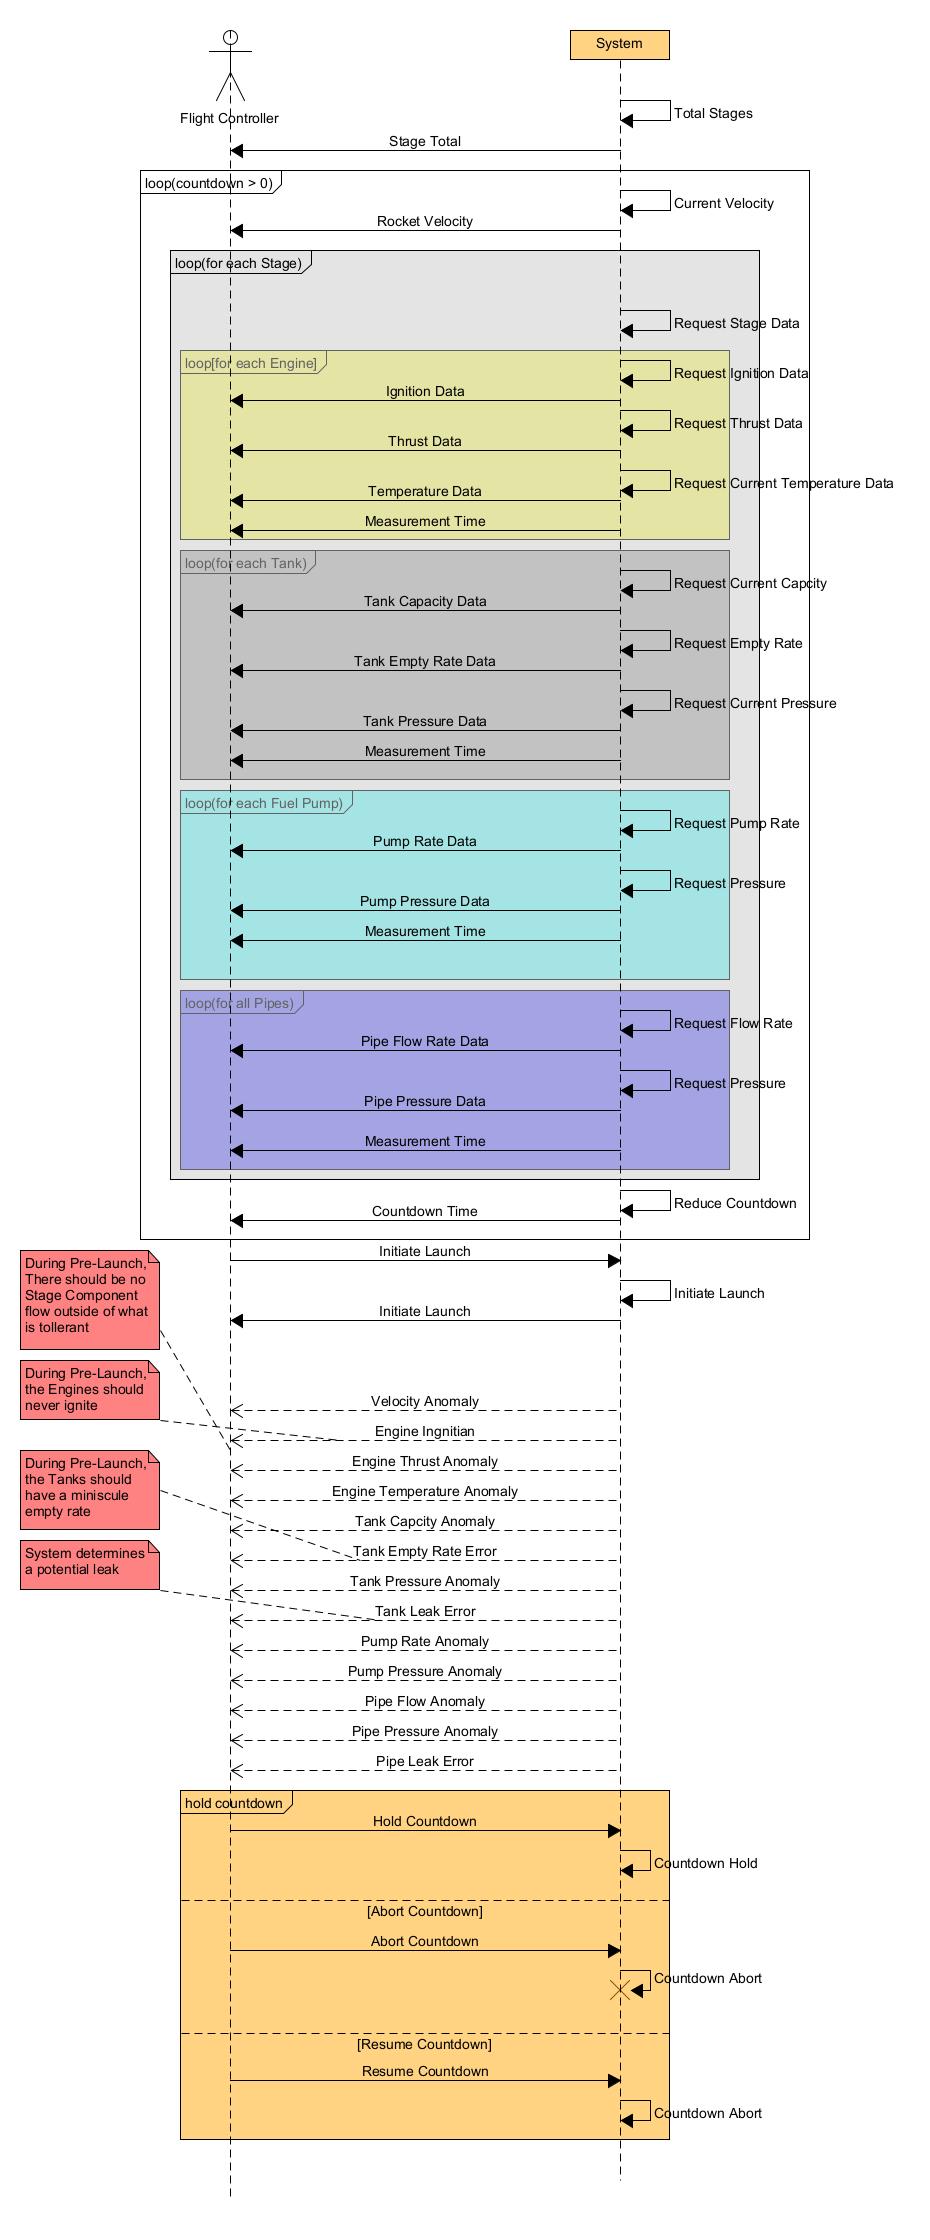 System
Flight Controller
Total Stages
Stage Total
loop(countdown > 0)
Current Velocity
Rocket Velocity
loop(for each Stage)
Request Stage Data
loop[for each Engine]
Request Ignition Data
Ignition Data
Request Thrust Data
Thrust Data
Request Current Temperature Data
Temperature Data
Measurement Time
loop(for each Tank)
Request Current Capcity
Tank Capacity Data
Request Empty Rate
Tank Empty Rate Data
Request Current Pressure
Tank Pressure Data
Measurement Time
loop(for each Fuel Pump)
Request Pump Rate
Pump Rate Data
Request Pressure
Pump Pressure Data
Measurement Time
loop(for all Pipes)
Request Flow Rate
Pipe Flow Rate Data
Request Pressure
Pipe Pressure Data
Measurement Time
Reduce Countdown
Countdown Time
Initiate Launch
During Pre-Launch,
There should be no
Stage Component
flow outside of what
is tollerant
Initiate Launch
Initiate Launch
During Pre-Launch,
the Engines should
never ignite
Velocity Anomaly
Engine Ingnitian
Engine Thrust Anomaly
During Pre-Launch,
the Tanks should
have a miniscule
empty rate
Engine Temperature Anomaly
Tank Capcity Anomaly
System determines
a potential leak
Tank Empty Rate Error
Tank Pressure Anomaly
Tank Leak Error
Pump Rate Anomaly
Pump Pressure Anomaly
Pipe Flow Anomaly
Pipe Pressure Anomaly
Pipe Leak Error
hold countdown
Hold Countdown
Countdown Hold
[Abort Countdown]
Abort Countdown
Countdown Abort
[Resume Countdown]
Resume Countdown
Countdown Abort